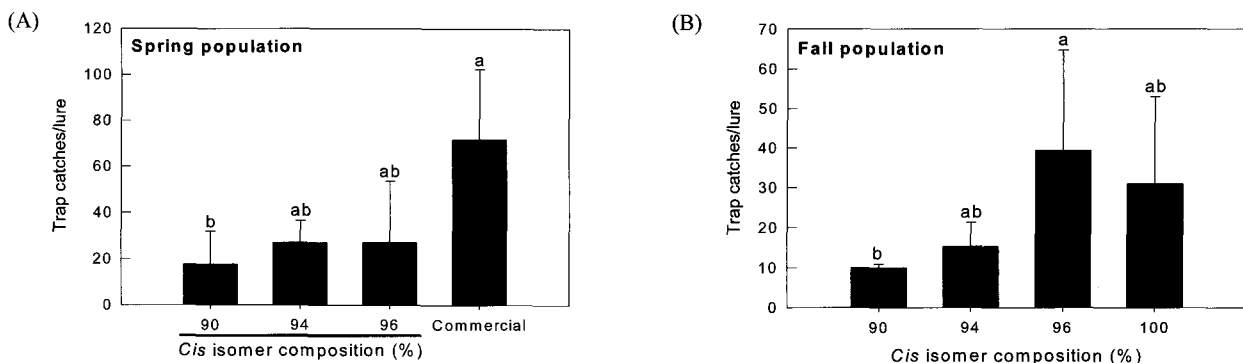 (A)
Spring population
Trap catches/lure
120
100
80
60
40
20
0
b
ab
ab
a
90 94 96 Commercial
Cis isomer composition (%)
(B)
Fall population
Trap catches/lure
70
60
50
40
30
20
10
0
b
ab
a
ab
90 94 96 100
Cis isomer composition (%)